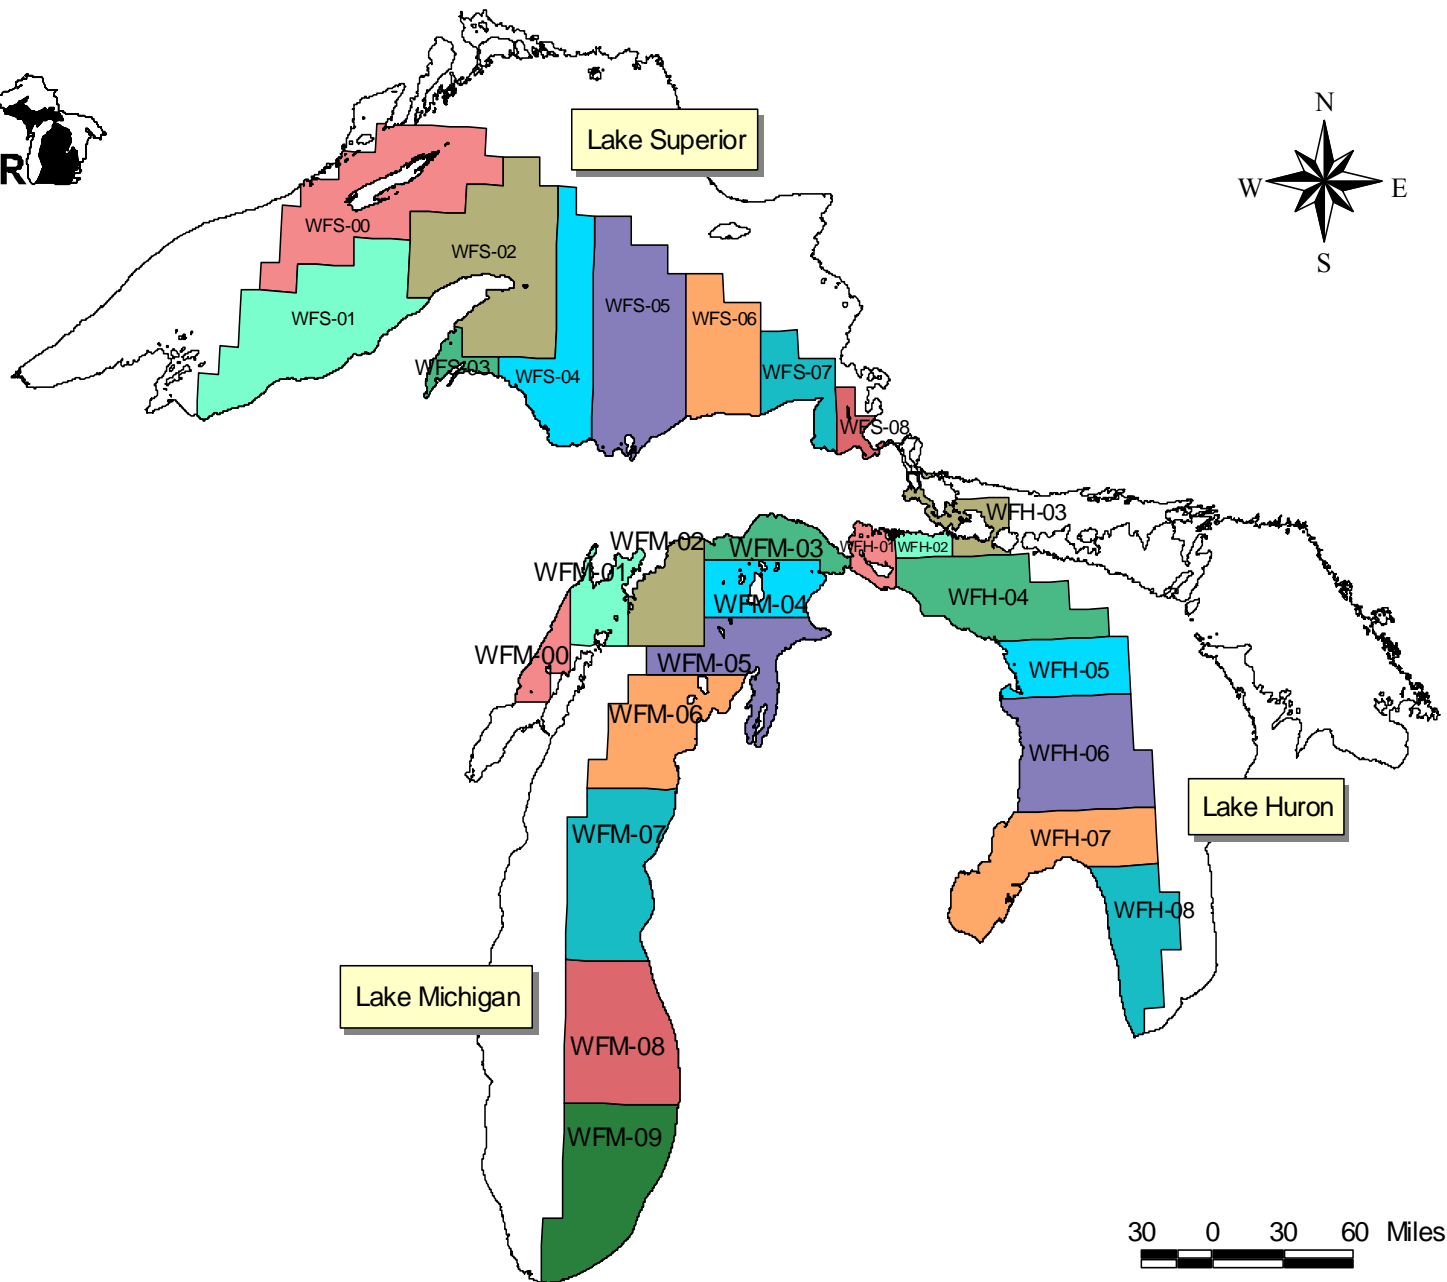 N
W E
S
R
Lake Superior
WFS-00
WFS-02
WFS-01
WFS-05
WFS-06
WFS-03
WFS-04
WFS-07
WFS-08
WFH-03
WFM-02
WFM-03
WFH-01
WFH-02
WFM-01
WFM-04
WFH-04
WFM-00
WFM-05
WFH-05
WFM-06
WFH-06
Lake Huron
WFM-07
WFH-07
WFH-08
Lake Michigan
WFM-08
WFM-09
30 0 30 60 Miles